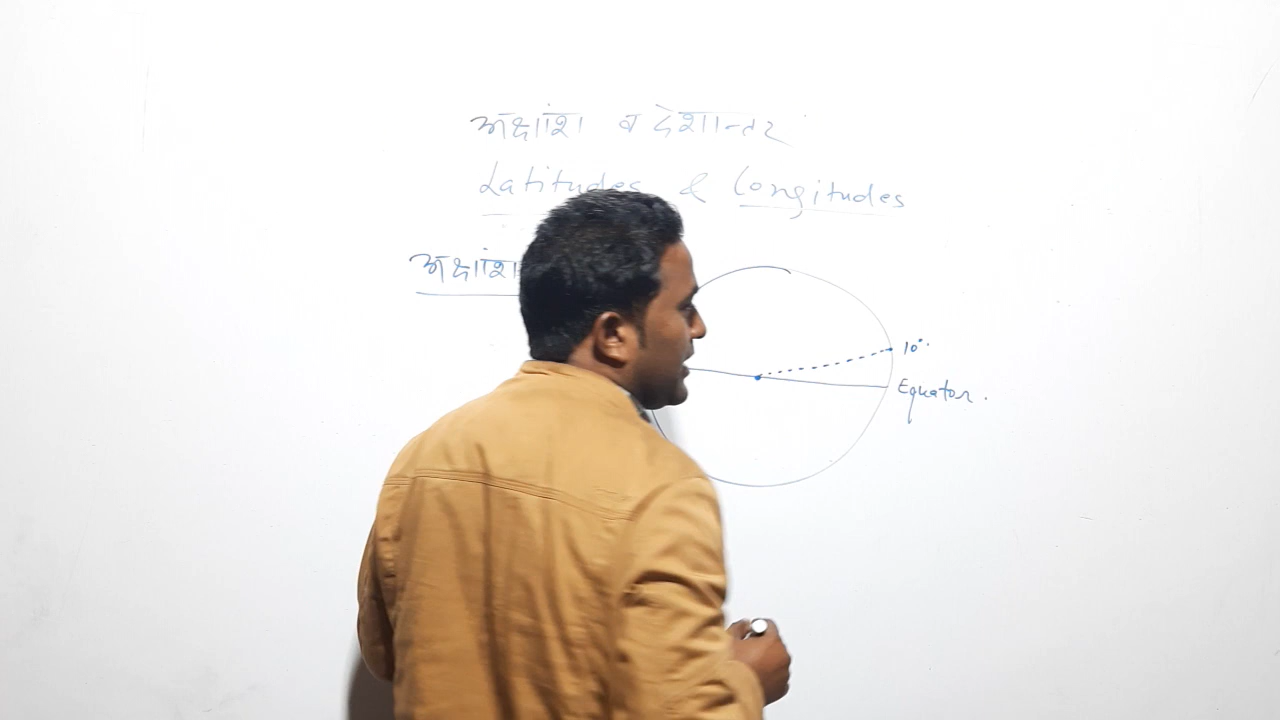 अक्षांश व देशान्तर
Latitudes & Longitudes
अक्षांश
10°.
Equator.